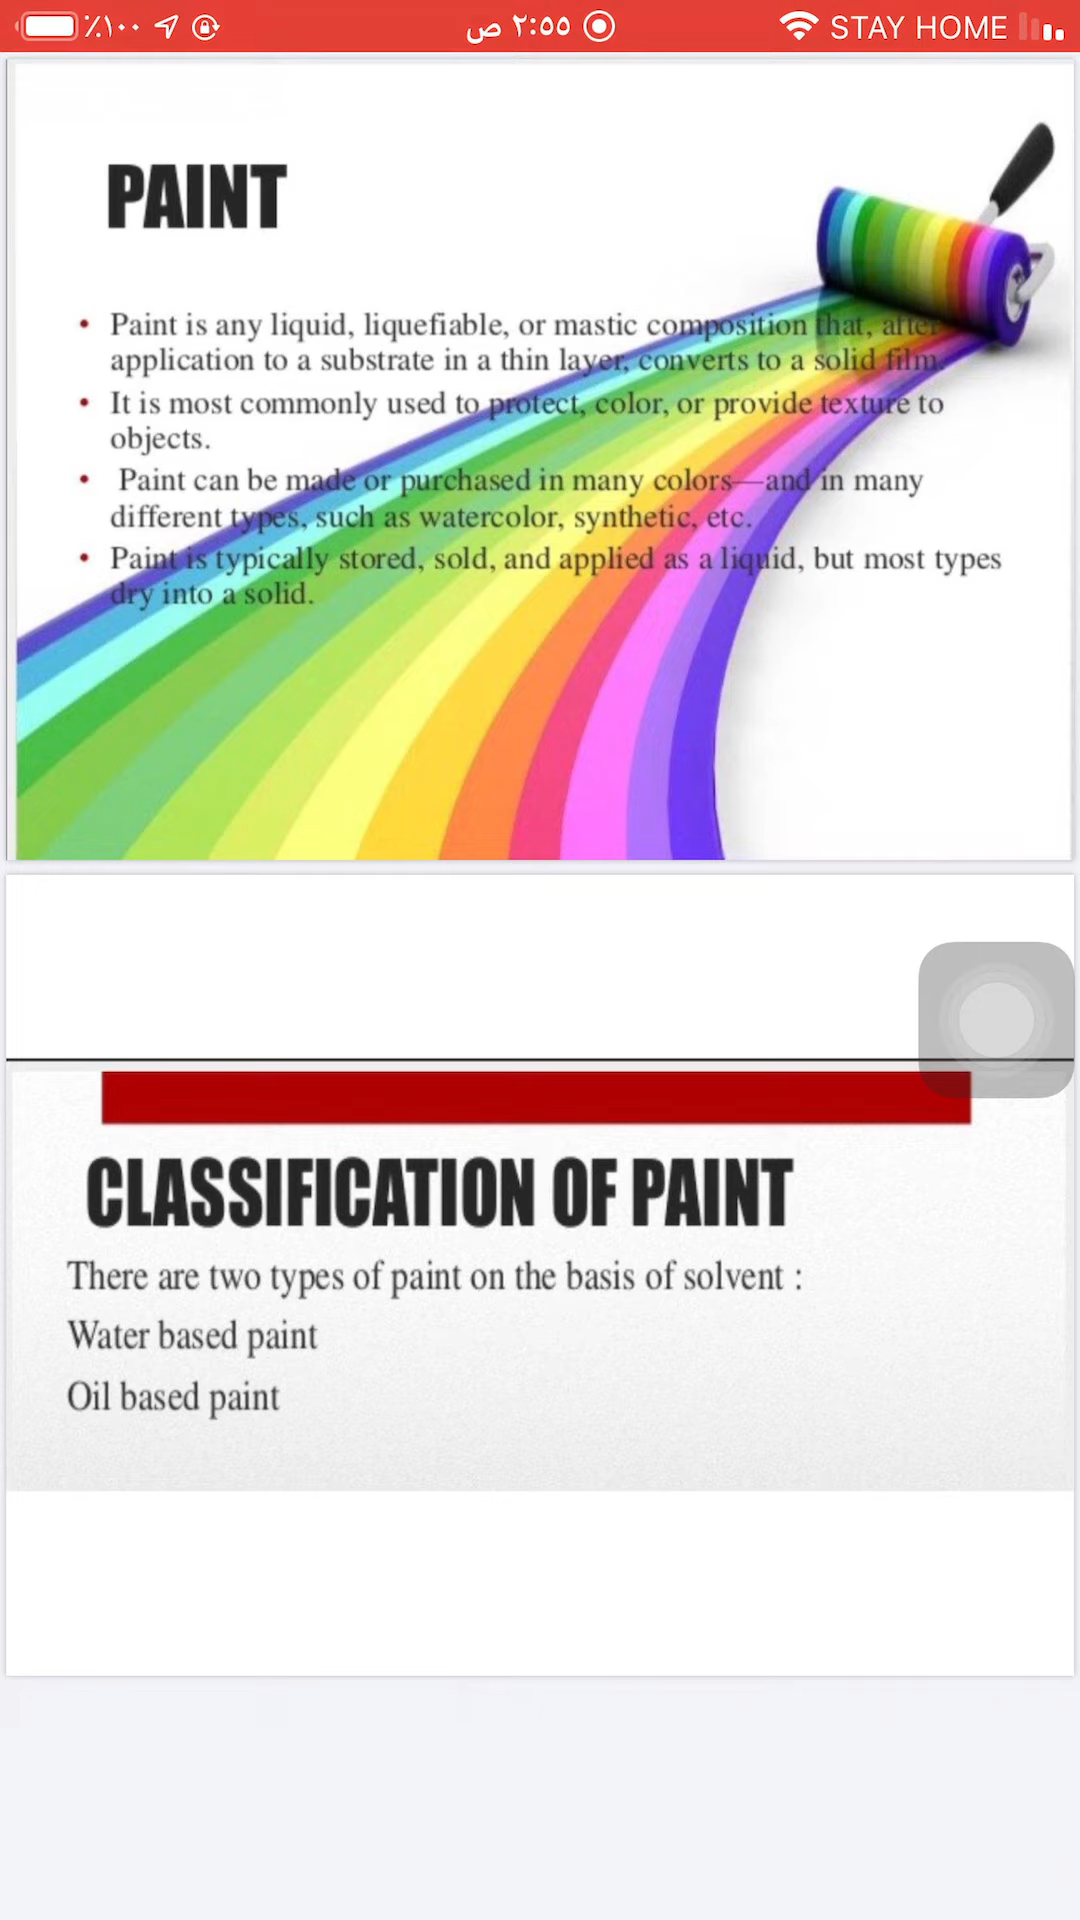 ٪١٠٠ ٢:٥٥ ص STAY HOME
PAINT
• Paint is any liquid, liquefiable, or mastic composition that, after
application to a substrate in a thin layer, converts to a solid film.
• It is most commonly used to protect, color, or provide texture to
objects.
• Paint can be made or purchased in many colors—and in many
different types, such as watercolor, synthetic, etc.
• Paint is typically stored, sold, and applied as a liquid, but most types
dry into a solid.
CLASSIFICATION OF PAINT
There are two types of paint on the basis of solvent :
Water based paint
Oil based paint